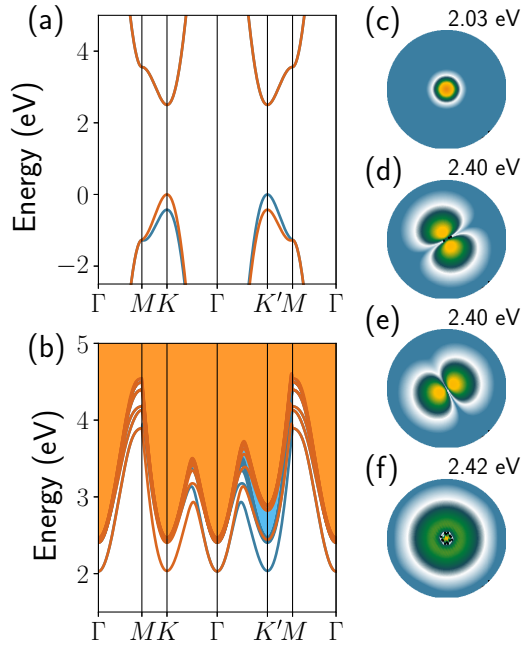 (a)
Energy (eV)
4
2
0
−2
Γ M K Γ K′ M Γ
(b)
Energy (eV)
5
4
3
2
Γ M K Γ K′ M Γ
(c)
2.03 eV
(d)
2.40 eV
(e)
2.40 eV
(f)
2.42 eV